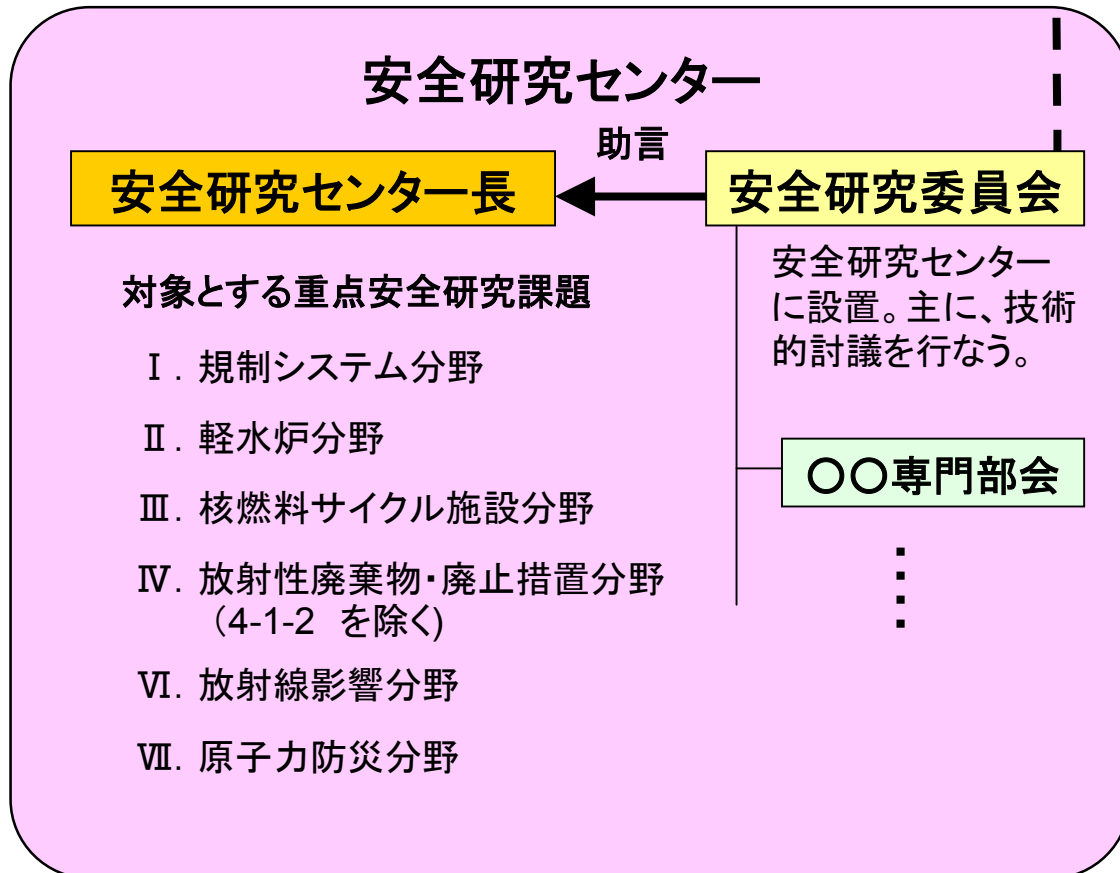 安全研究センター
助言
安全研究センター長
安全研究委員会
対象とする重点安全研究課題
Ⅰ. 規制システム分野
Ⅱ. 軽水炉分野
Ⅲ. 核燃料サイクル施設分野
Ⅳ. 放射性廃棄物・廃止措置分野
（4-1-2 を除く)
Ⅵ. 放射線影響分野
Ⅶ. 原子力防災分野
安全研究センター
に設置。主に、技術
的討議を行なう。
〇〇専門部会